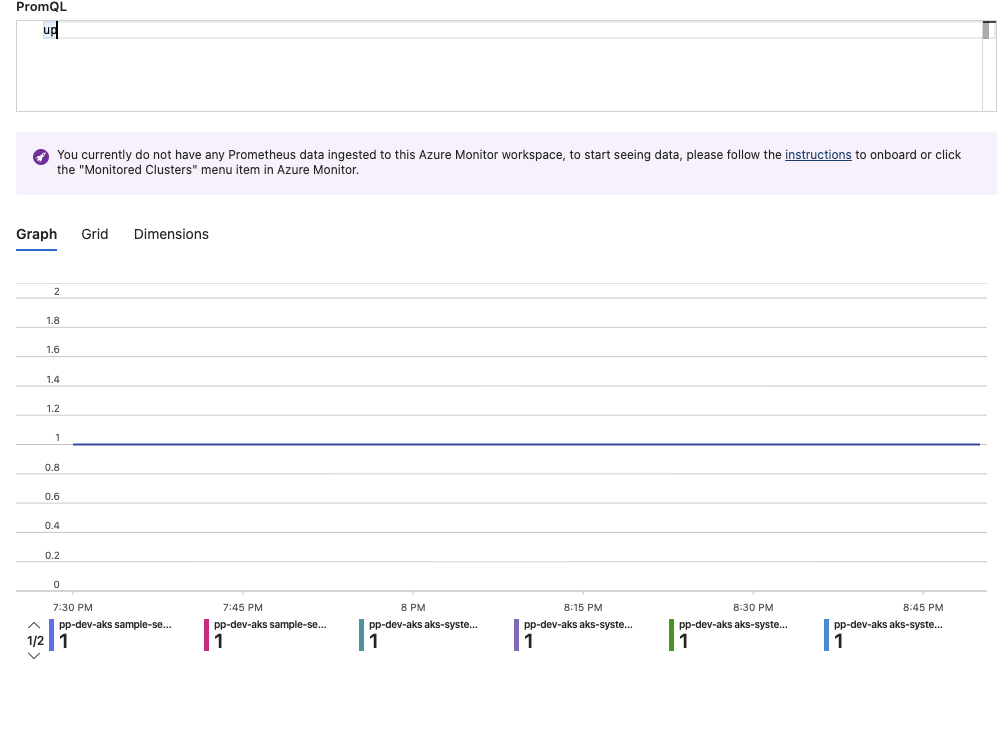 PromQL
up
You currently do not have any Prometheus data ingested to this Azure Monitor workspace, to start seeing data, please follow the instructions to onboard or click
the "Monitored Clusters" menu item in Azure Monitor.
Graph Grid Dimensions
2
1.8
1.6
1.4
1.2
1
0.8
0.6
0.4
0.2
0
7:30 PM 7:45 PM 8 PM 8:15 PM 8:30 PM 8:45 PM
pp-dev-aks sample-se... pp-dev-aks sample-se... pp-dev-aks aks-syste... pp-dev-aks aks-syste... pp-dev-aks aks-syste... pp-dev-aks aks-syste...
1/2 1 1 1 1 1 1